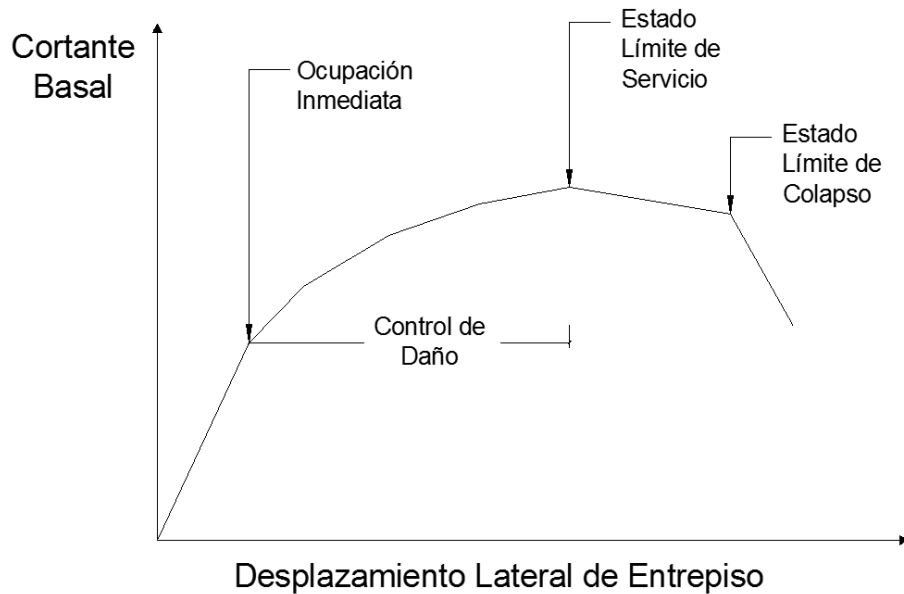 Cortante
Basal
Ocupación
Inmediata
Estado
Límite de
Servicio
Estado
Límite de
Colapso
Control de
Daño
Desplazamiento Lateral de Entrepiso